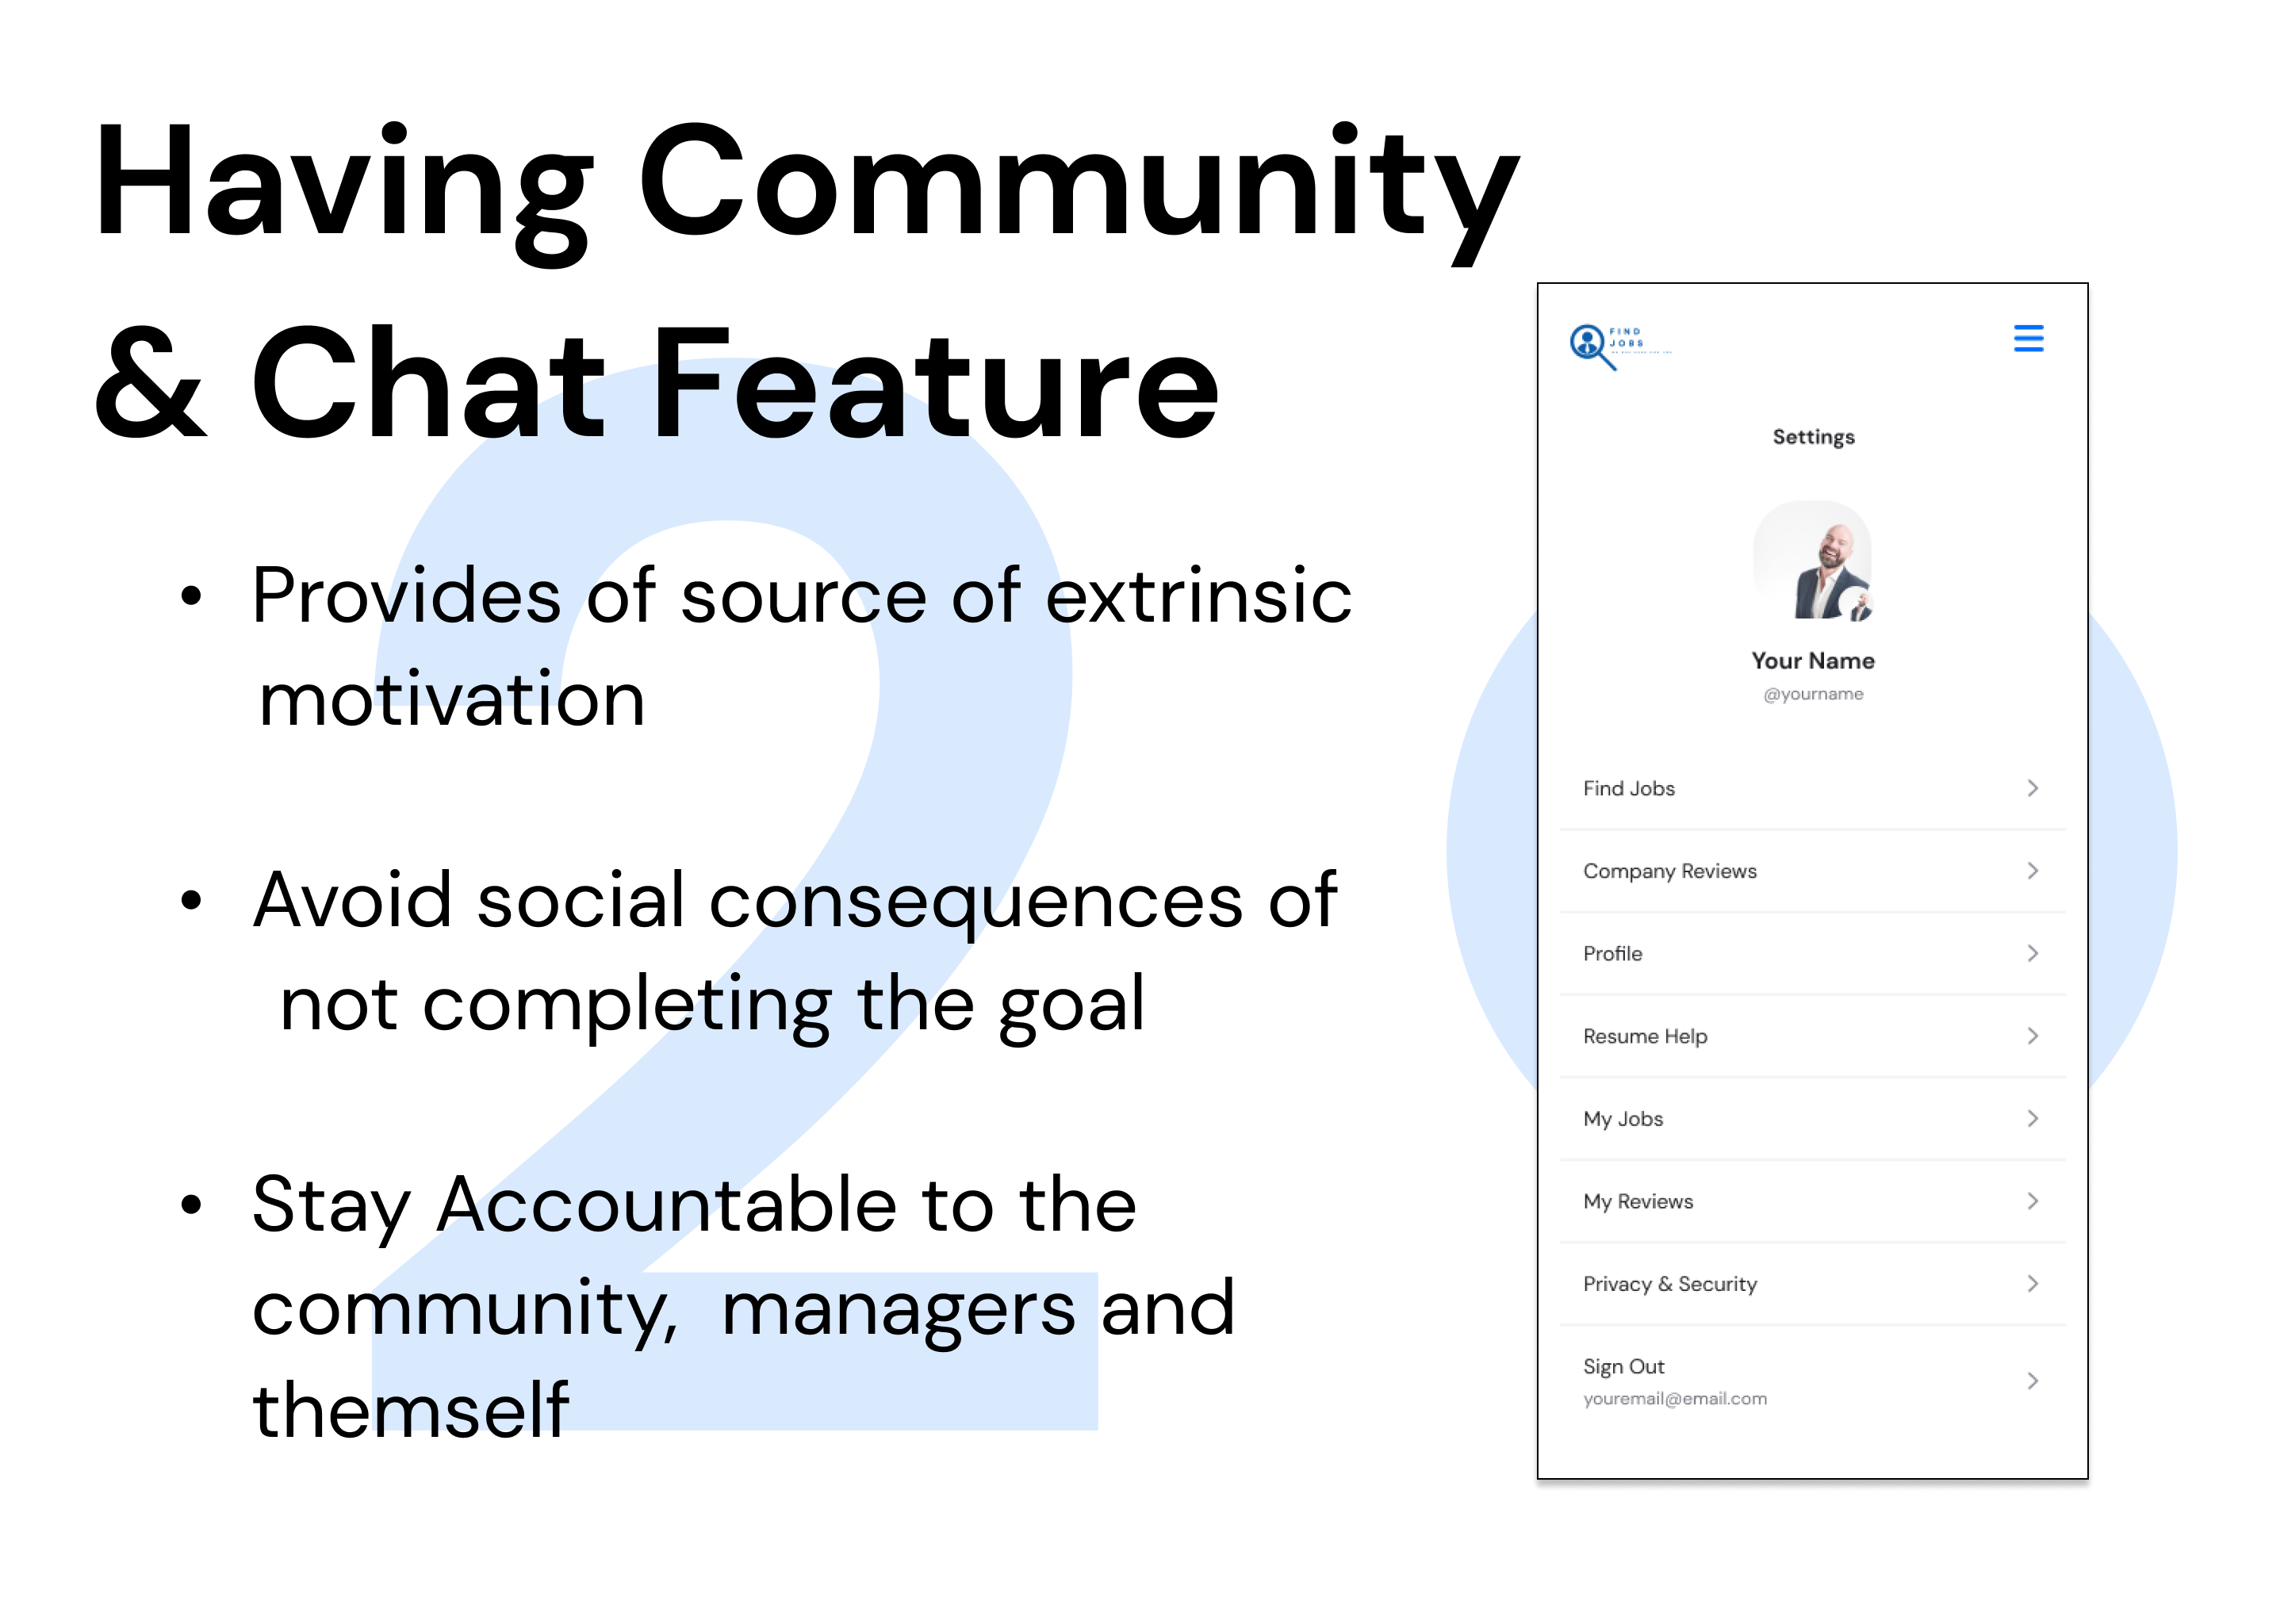 Having Community
& Chat Feature
• Provides of source of extrinsic
motivation
• Avoid social consequences of
not completing the goal
• Stay Accountable to the
community,  managers and
themself
2
FIND
JOBS
Settings
Your Name
@yourname
Find Jobs
Company Reviews
Profile
Resume Help
My Jobs
My Reviews
Privacy & Security
Sign Out
youremail@email.com